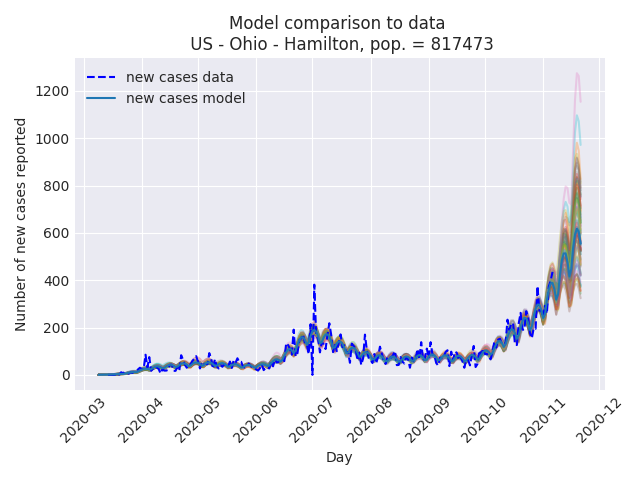 Model comparison to data
US - Ohio - Hamilton, pop. = 817473
new cases data
new cases model
Number of new cases reported
1200
1000
800
600
400
200
0
2020-03
2020-04
2020-05
2020-06
2020-07
2020-08
2020-09
2020-10
2020-11
2020-12
Day